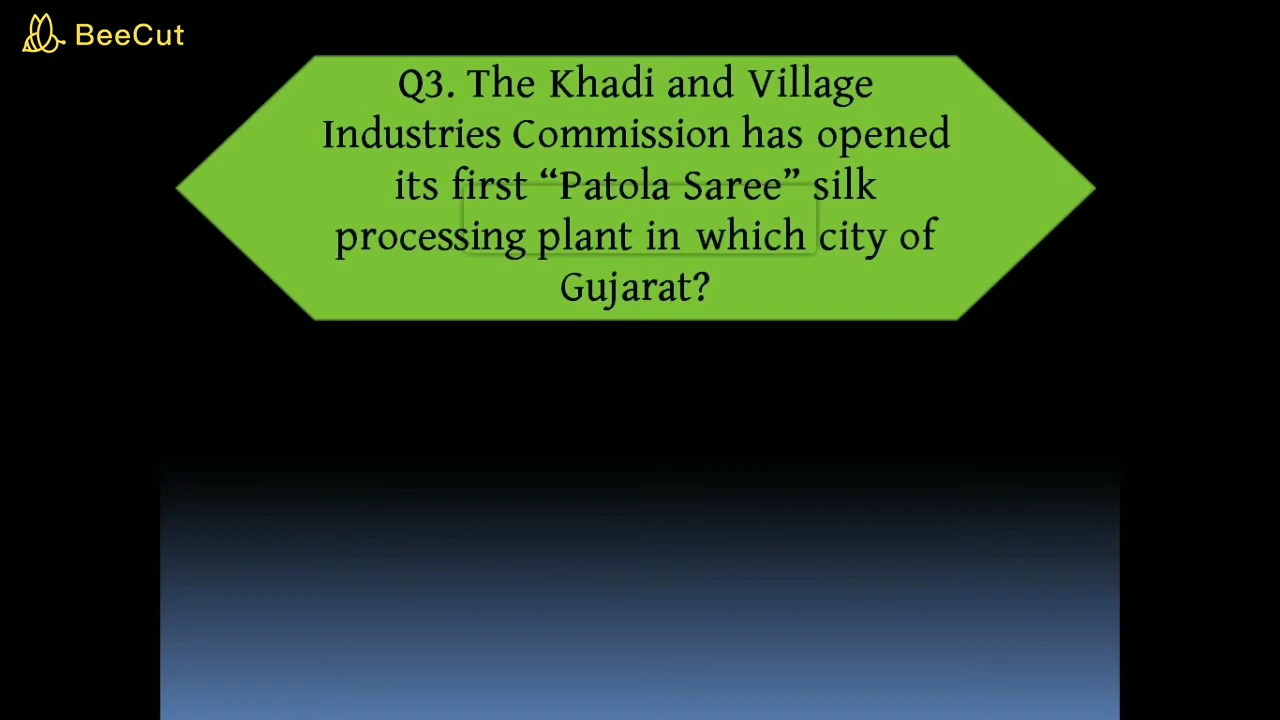 BeeCut
Q3. The Khadi and Village
Industries Commission has opened
its first “Patola Saree” silk
processing plant in which city of
Gujarat?